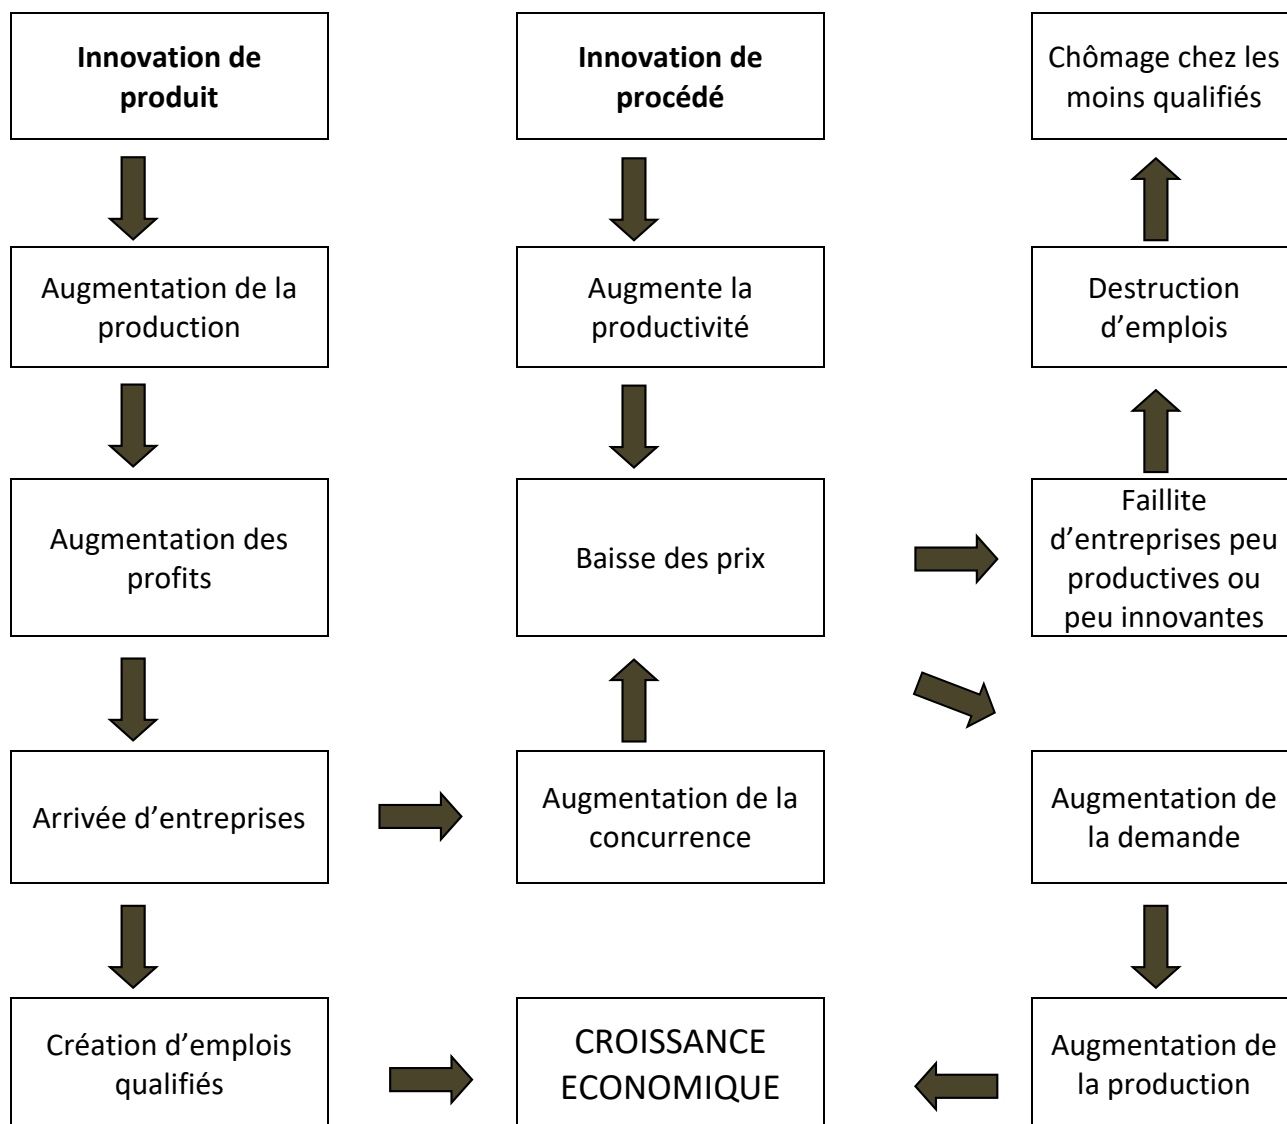 Innovation de
produit
Innovation de
procédé
Chômage chez les
moins qualifiés
Augmentation de la
production
Augmente la
productivité
Destruction
d’emplois
Augmentation des
profits
Baisse des prix
Faillite
d’entreprises peu
productives ou
peu innovantes
Arrivée d’entreprises
Augmentation de la
concurrence
Augmentation de
la demande
Création d’emplois
qualifiés
CROISSANCE
ECONOMIQUE
Augmentation de
la production